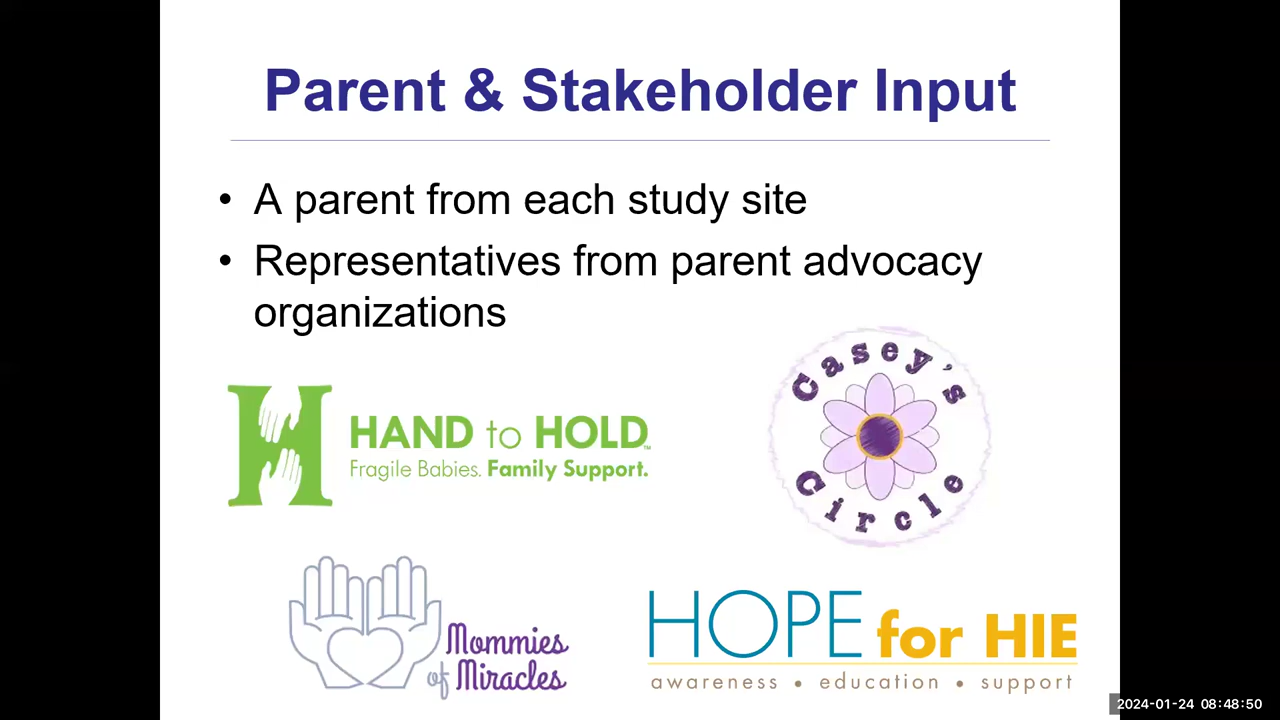 Parent & Stakeholder Input
• A parent from each study site
• Representatives from parent advocacy
organizations
HAND to HOLD™
Fragile Babies. Family Support.
Casey's
Circle
Mommies
of Miracles
HOPE for HIE
awareness • education • support
2024-01-24 08:48:50